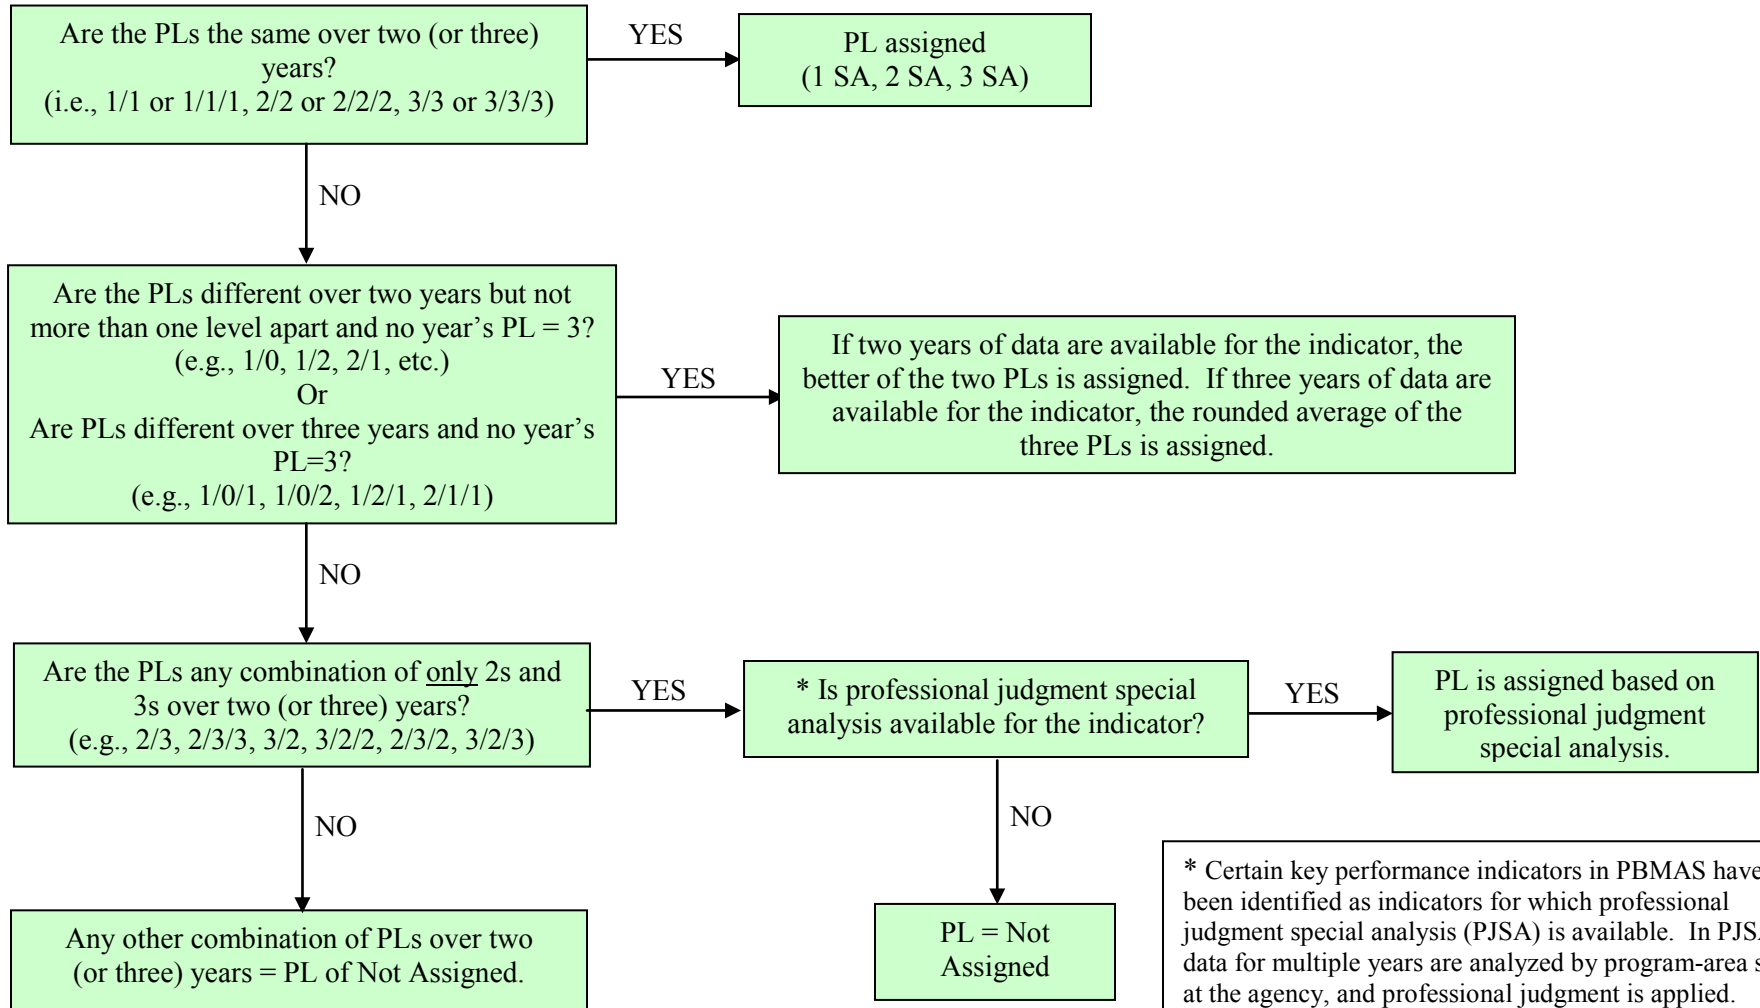 Are the PLs the same over two (or three)
years?
(i.e., 1/1 or 1/1/1, 2/2 or 2/2/2, 3/3 or 3/3/3)
YES
PL assigned
(1 SA, 2 SA, 3 SA)
NO
Are the PLs different over two years but not
more than one level apart and no year’s PL = 3?
(e.g., 1/0, 1/2, 2/1, etc.)
Or
Are PLs different over three years and no year’s
PL=3?
(e.g., 1/0/1, 1/0/2, 1/2/1, 2/1/1)
YES
If two years of data are available for the indicator, the
better of the two PLs is assigned. If three years of data are
available for the indicator, the rounded average of the
three PLs is assigned.
NO
Are the PLs any combination of only 2s and
3s over two (or three) years?
(e.g., 2/3, 2/3/3, 3/2, 3/2/2, 2/3/2, 3/2/3)
YES
* Is professional judgment special
analysis available for the indicator?
YES
PL is assigned based on
professional judgment
special analysis.
NO
Any other combination of PLs over two
(or three) years = PL of Not Assigned.
NO
PL = Not
Assigned
* Certain key performance indicators in PBMAS have
been identified as indicators for which professional
judgment special analysis (PJSA) is available. In PJSA
data for multiple years are analyzed by program-area
at the agency, and professional judgment is applied.